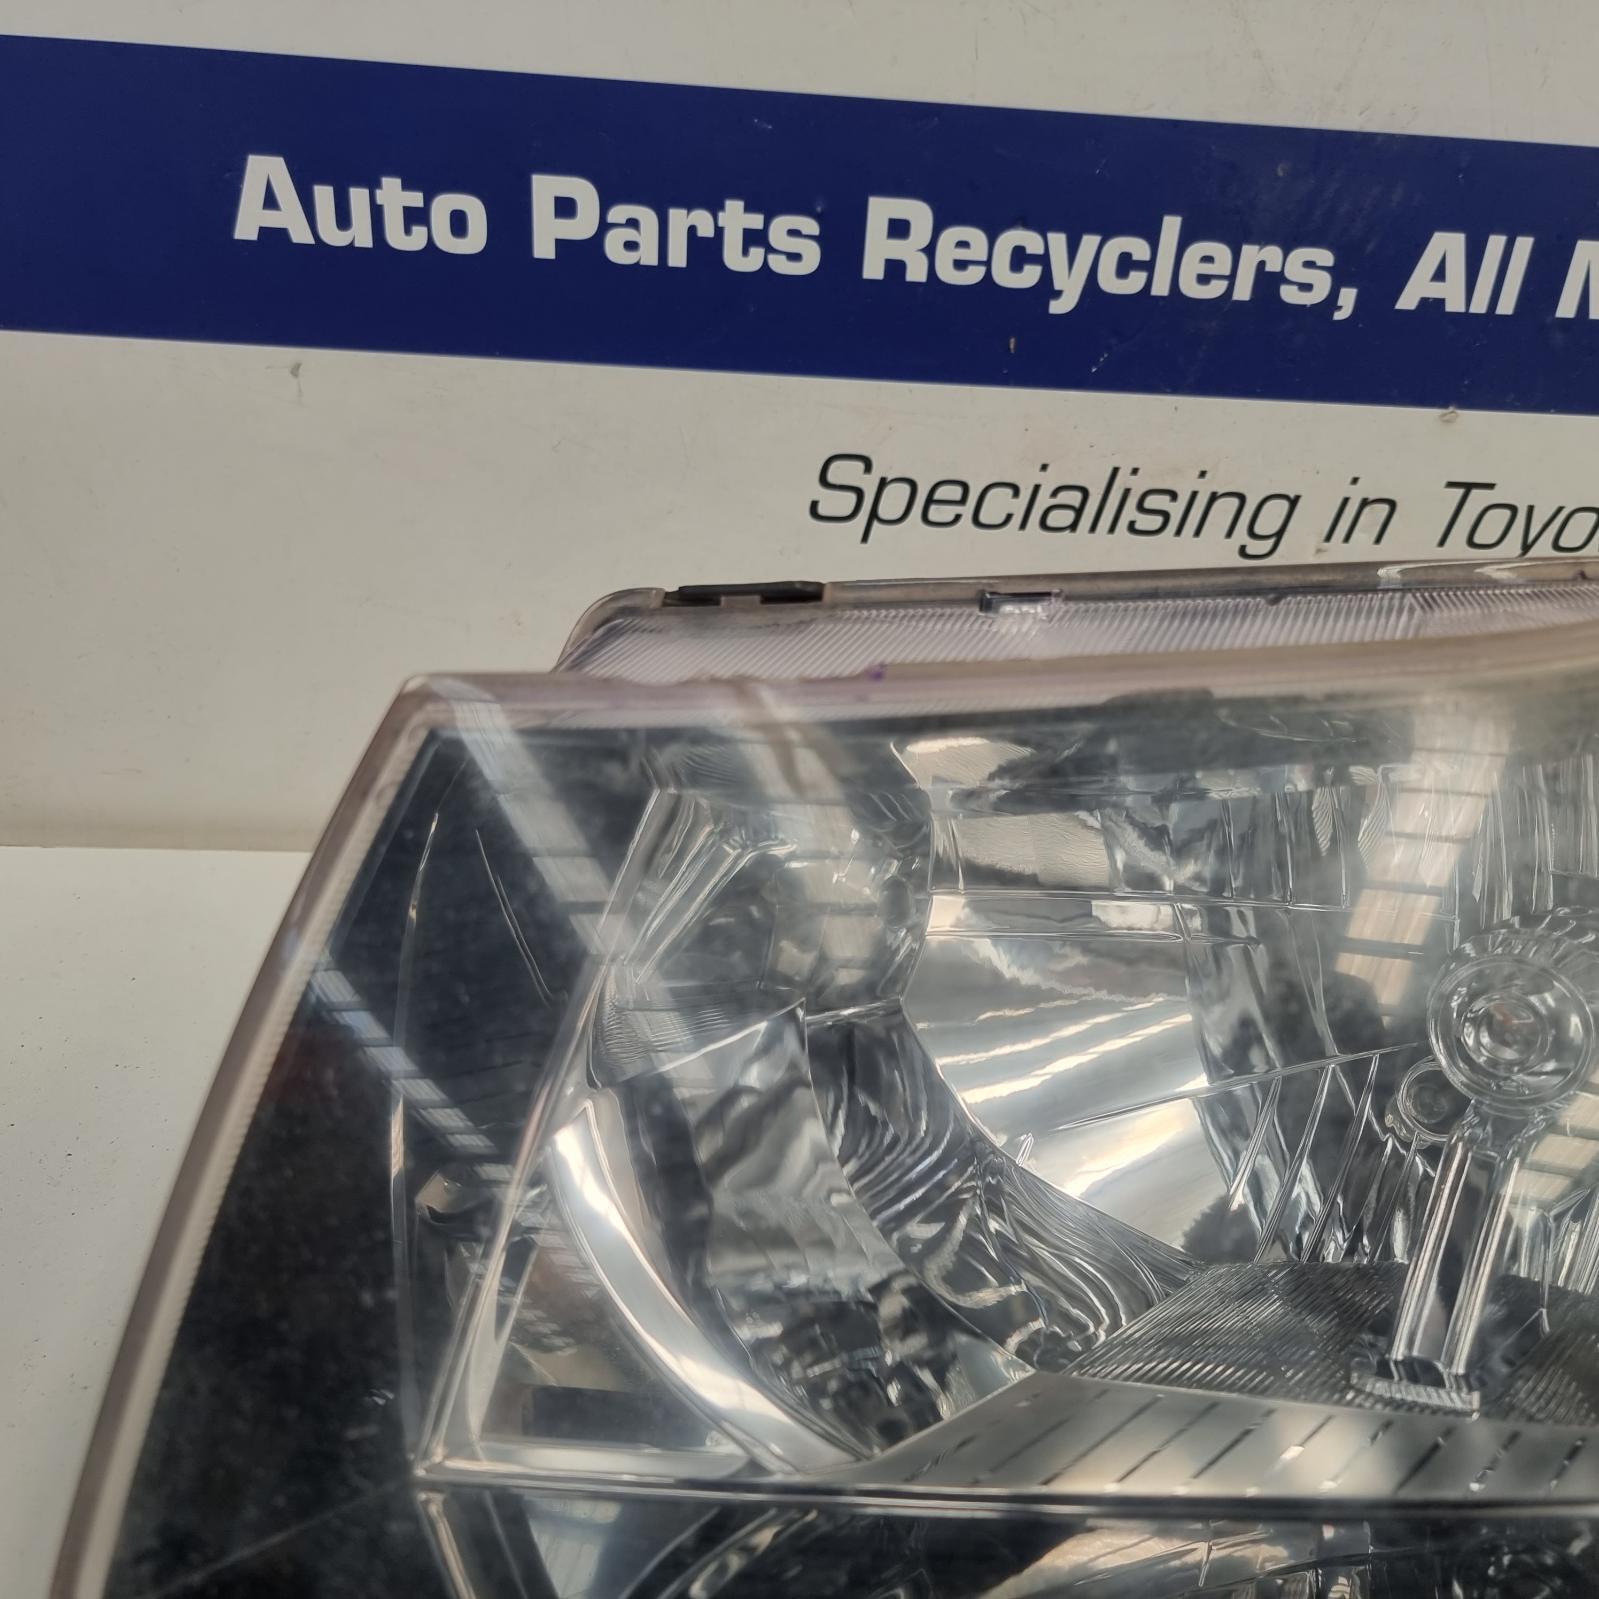 Auto Parts Recyclers, All
Specialising in